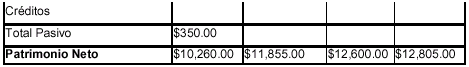 Créditos
Total Pasivo $350.00
Patrimonio Neto $10,260.00 $11,855.00 $12,600.00 $12,805.00